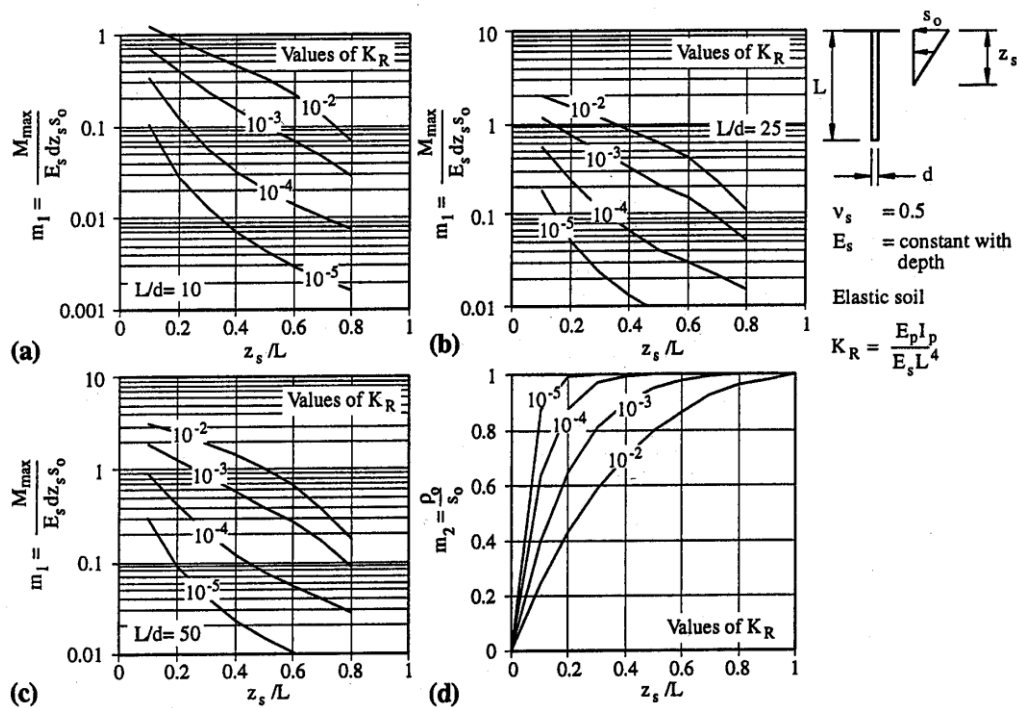 Values of K_R
1
0.1
0.01
0.001
m_1 = M_max / E_s d z_s s_o
10^-2
10^-3
10^-4
10^-5
L/d= 10
0 0.2 0.4 0.6 0.8 1
z_s/L
(a)
Values of K_R
10
1
0.1
0.01
m_1 = M_max / E_s d z_s s_o
10^-2
L/d= 25
10^-3
10^-4
10^-5
0 0.2 0.4 0.6 0.8 1
z_s/L
(b)
s_o
z_s
L
d
ν_s = 0.5
E_s = constant with
depth
Elastic soil
K_R = E_p I_p / E_s L^4
Values of K_R
10
1
0.1
0.01
m_1 = M_max / E_s d z_s s_o
10^-2
10^-3
10^-4
10^-5
L/d= 50
0 0.2 0.4 0.6 0.8 1
z_s/L
(c)
1
0.8
0.6
0.4
0.2
0
m_2 = ρ_o / s_o
10^-5
10^-4
10^-3
10^-2
Values of K_R
0 0.2 0.4 0.6 0.8 1
z_s/L
(d)